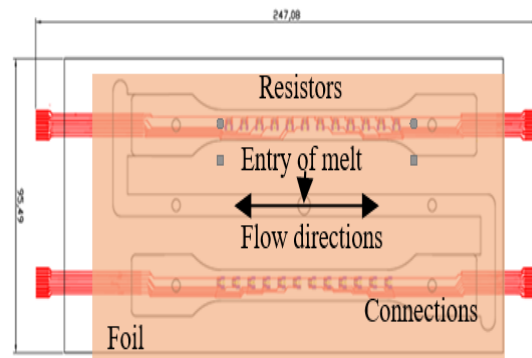 247,08
Resistors
Entry of melt
95,49
Flow directions
Connections
Foil